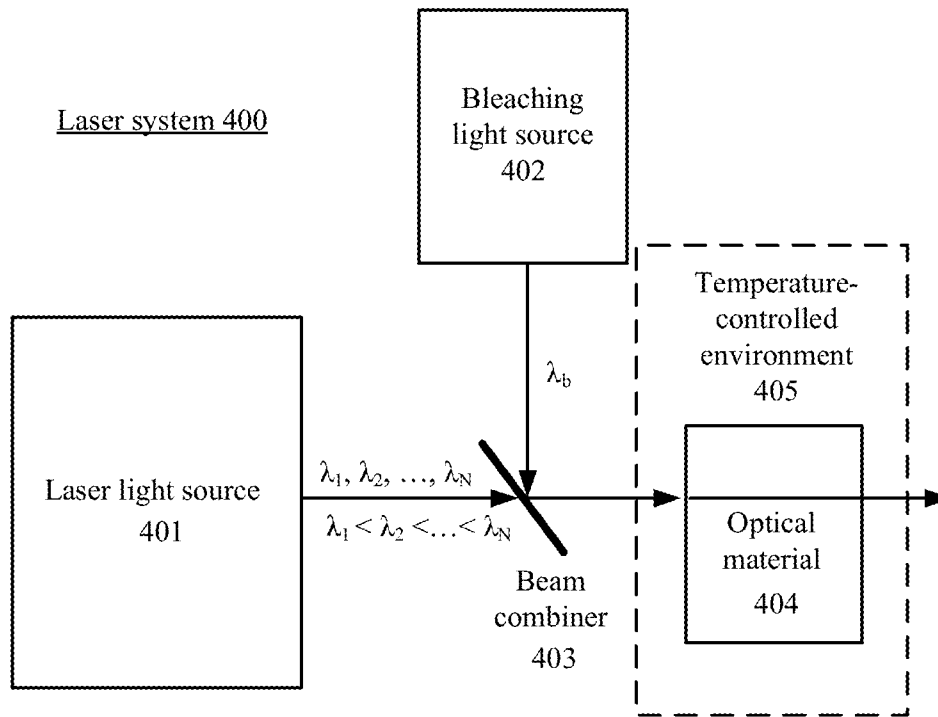 Laser system 400
Bleaching
light source
402
Temperature-
controlled
environment
405
λb
Laser light source
401
λ1, λ2, …, λN
λ1 < λ2 <…< λN
Beam
combiner
403
Optical
material
404